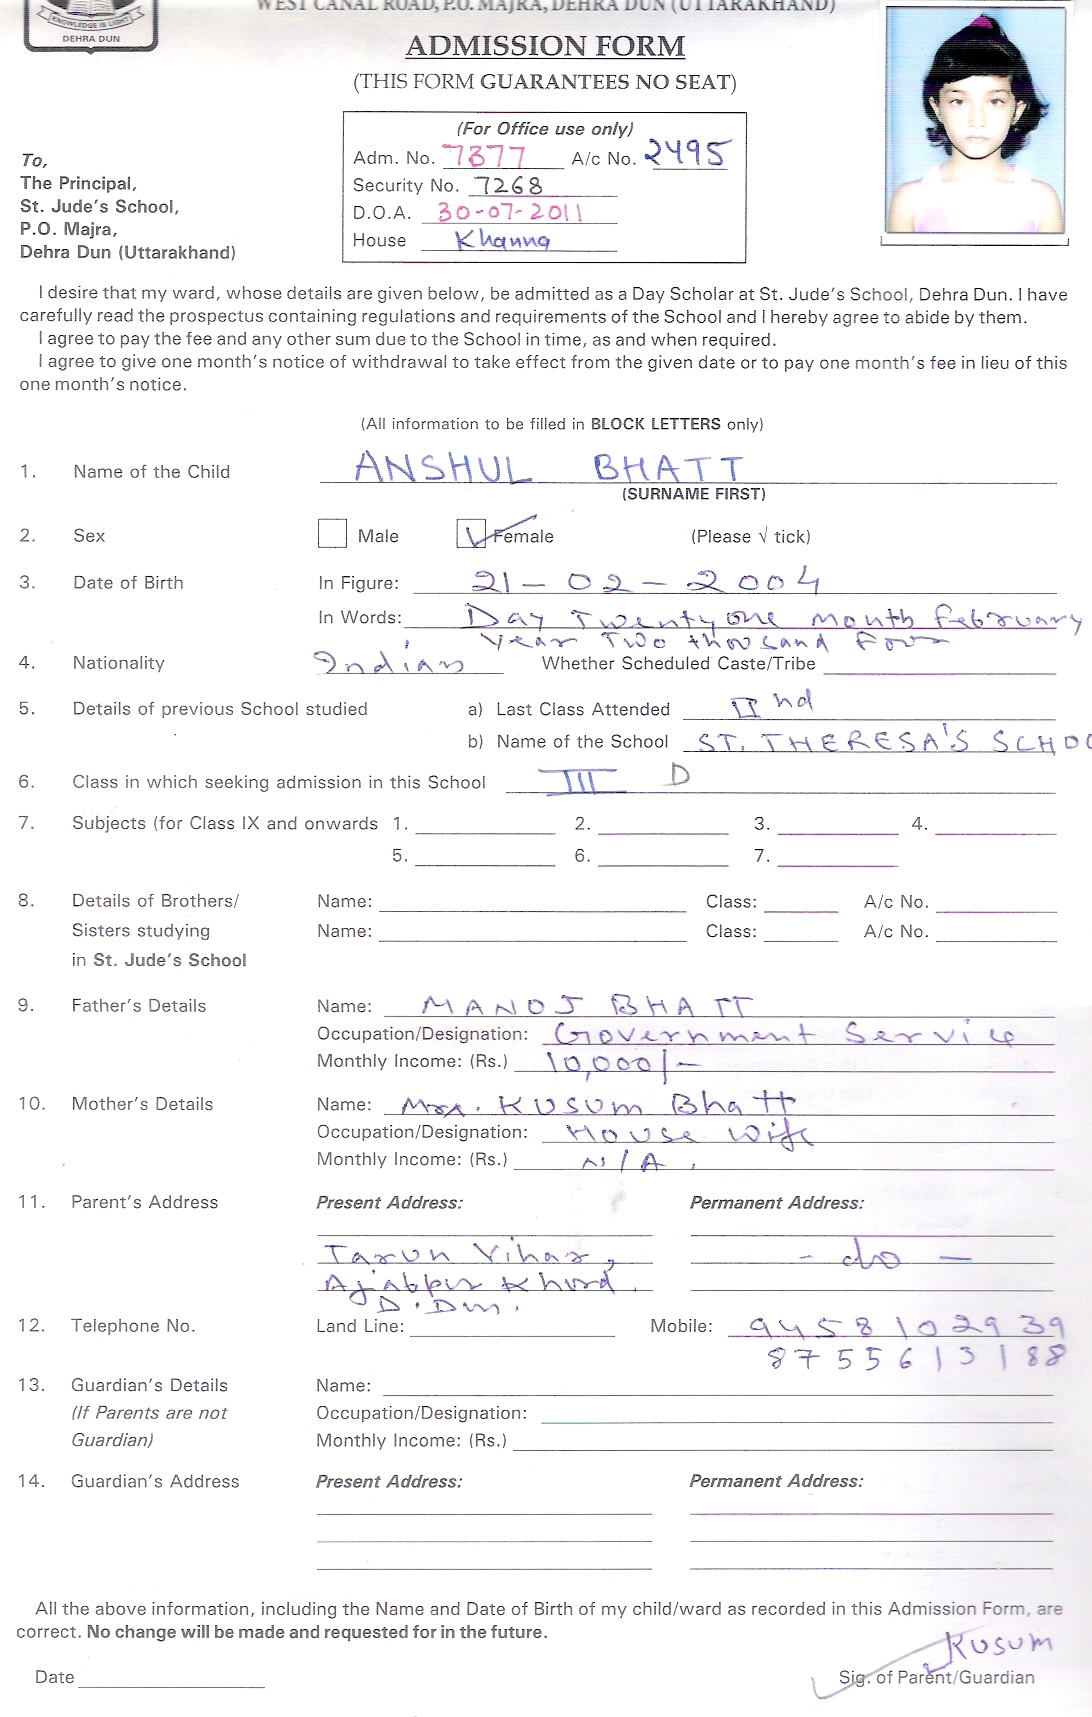 KNOWLEDGE IS LIGHT
DEHRA DUN
WEST CANAL ROAD, P.O. MAJRA, DEHRA DUN (UTTARAKHAND)
ADMISSION FORM
(THIS FORM GUARANTEES NO SEAT)
(For Office use only)
Adm. No. 7377 A/c No. 2495
Security No. 7268
D.O.A. 30-07-2011
House Khanna
To,
The Principal,
St. Jude's School,
P.O. Majra,
Dehra Dun (Uttarakhand)
I desire that my ward, whose details are given below, be admitted as a Day Scholar at St. Jude's School, Dehra Dun. I have
carefully read the prospectus containing regulations and requirements of the School and I hereby agree to abide by them.
I agree to pay the fee and any other sum due to the School in time, as and when required.
I agree to give one month's notice of withdrawal to take effect from the given date or to pay one month's fee in lieu of this
one month's notice.
(All information to be filled in BLOCK LETTERS only)
1. Name of the Child ANSHUL BHATT
(SURNAME FIRST)
2. Sex Male Female (Please √ tick)
3. Date of Birth In Figure: 21-02-2004
In Words: Day Twenty one month february
year Two thousand Four
4. Nationality Indian Whether Scheduled Caste/Tribe
5. Details of previous School studied a) Last Class Attended II nd
b) Name of the School ST. THERESA'S SCHOO
6. Class in which seeking admission in this School III D
7. Subjects (for Class IX and onwards 1. 2. 3. 4.
5. 6. 7.
8. Details of Brothers/ Name: Class: A/c No.
Sisters studying Name: Class: A/c No.
in St. Jude's School
9. Father's Details Name: MANOJ BHATT
Occupation/Designation: Government Service
Monthly Income: (Rs.) 10,000/-
10. Mother's Details Name: Mrs. KUSUM Bhatt
Occupation/Designation: House Wife
Monthly Income: (Rs.) N/A.
11. Parent's Address Present Address: Permanent Address:
Tarun Vihar, - do -
Ajabpur Khurd.
D. Dun.
12. Telephone No. Land Line: Mobile: 9458102939
8755613188
13. Guardian's Details Name:
(If Parents are not Occupation/Designation:
Guardian) Monthly Income: (Rs.)
14. Guardian's Address Present Address: Permanent Address:
All the above information, including the Name and Date of Birth of my child/ward as recorded in this Admission Form, are
correct. No change will be made and requested for in the future.
Kusum
Date Sig. of Parent/Guardian